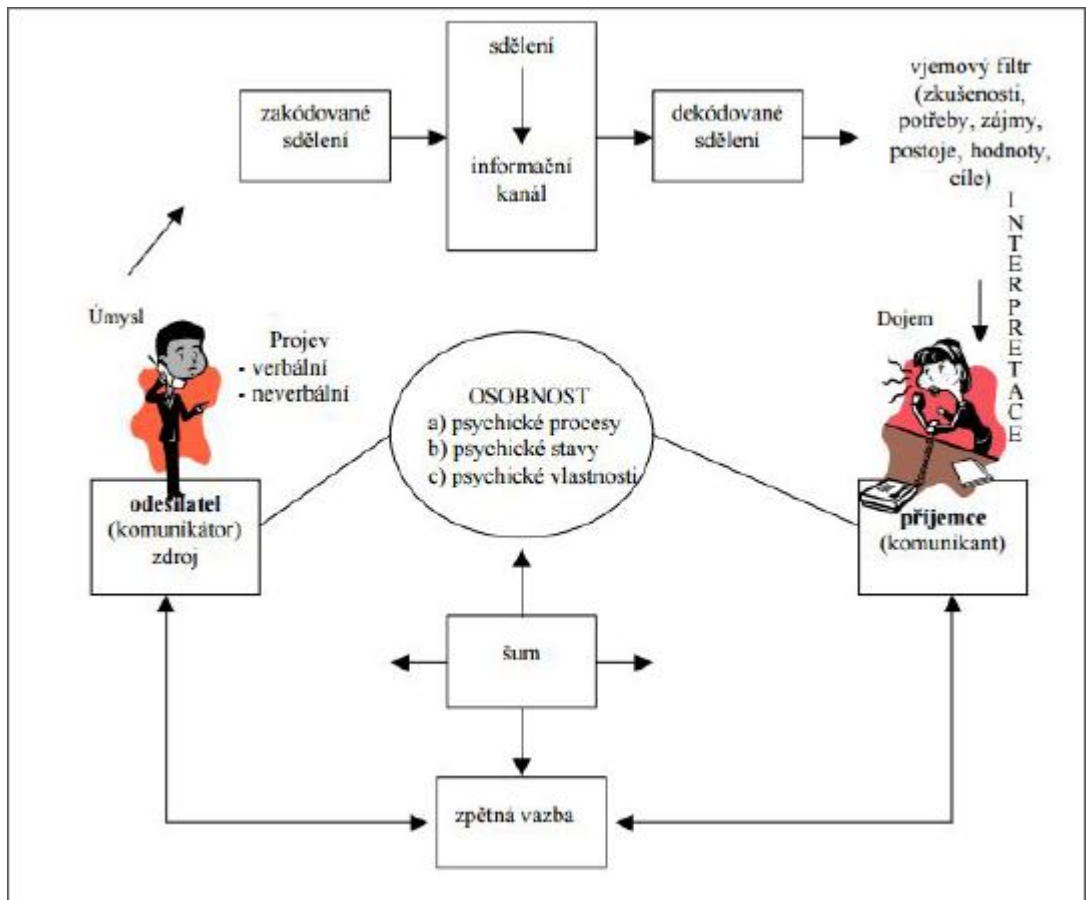 sdělení
informační
kanál
zakódované
sdělení
dekódované
sdělení
vjemový filtr
(zkušenosti,
potřeby, zájmy,
postoje, hodnoty,
cíle)
INTERPRETACE
Úmysl
Projev
- verbální
- neverbální
OSOBNOST
a) psychické procesy
b) psychické stavy
c) psychické vlastnosti
Dojem
odesílatel
(komunikátor)
zdroj
příjemce
(komunikant)
šum
zpětná vazba